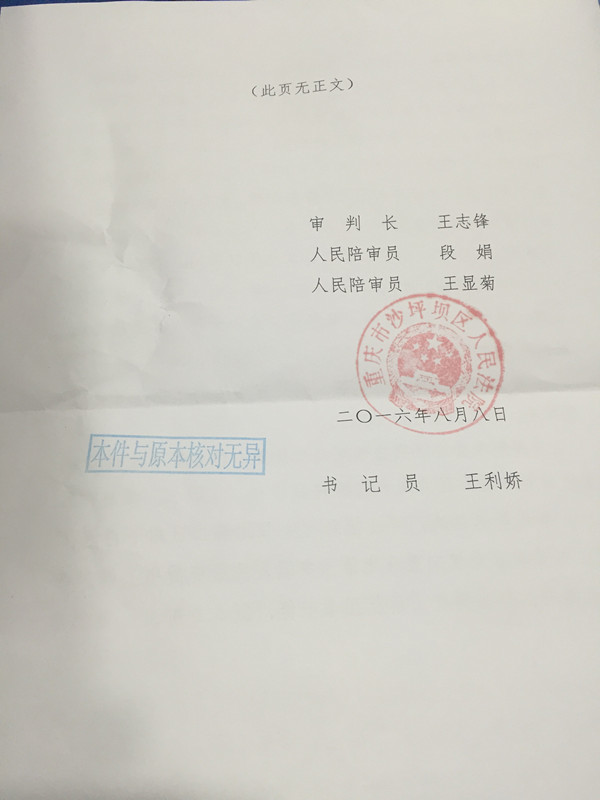 （此页无正文）
审 判 长 王志锋
人民陪审员 段 娟
人民陪审员 王显菊
重庆市沙坪坝区人民法院
二〇一六年八月八日
本件与原本核对无异
书 记 员 王利娇